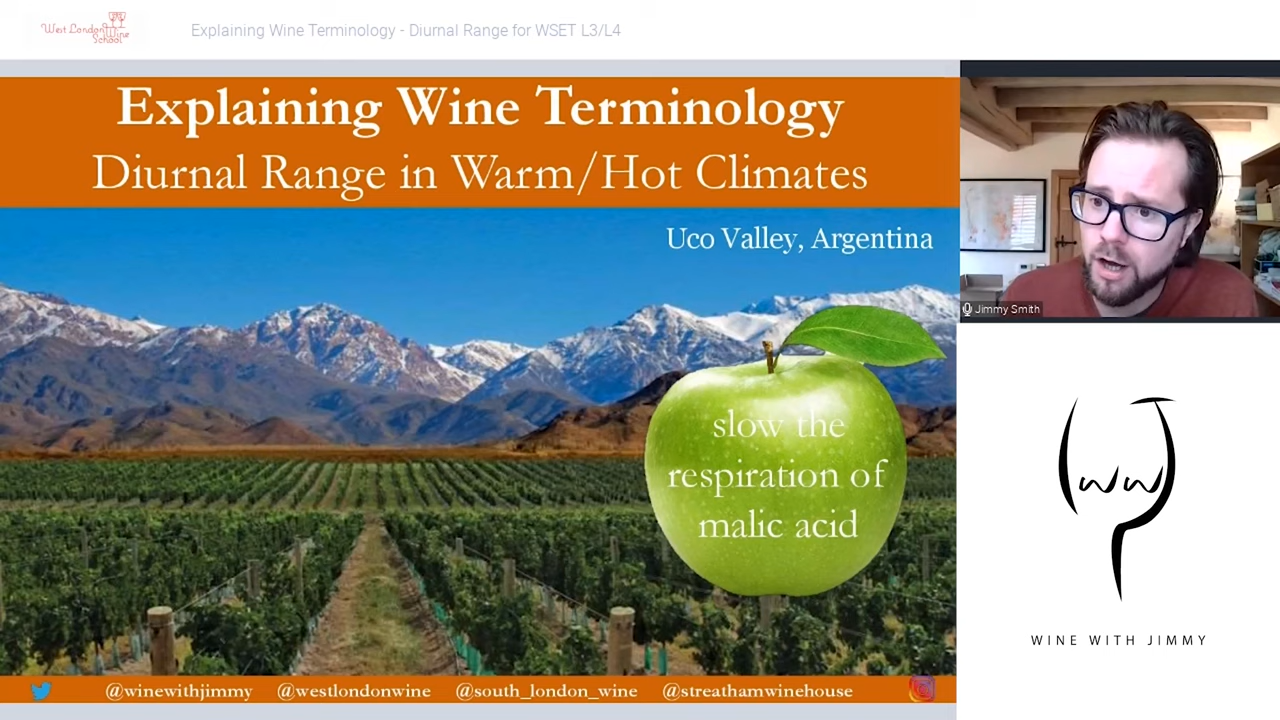 West London
Wine
School
Explaining Wine Terminology - Diurnal Range for WSET L3/L4
Explaining Wine Terminology
Diurnal Range in Warm/Hot Climates
Uco Valley, Argentina
slow the
respiration of
malic acid
Jimmy Smith
ww
WINE WITH JIMMY
@winewithjimmy @westlondonwine @south_london_wine @streathamwinehouse